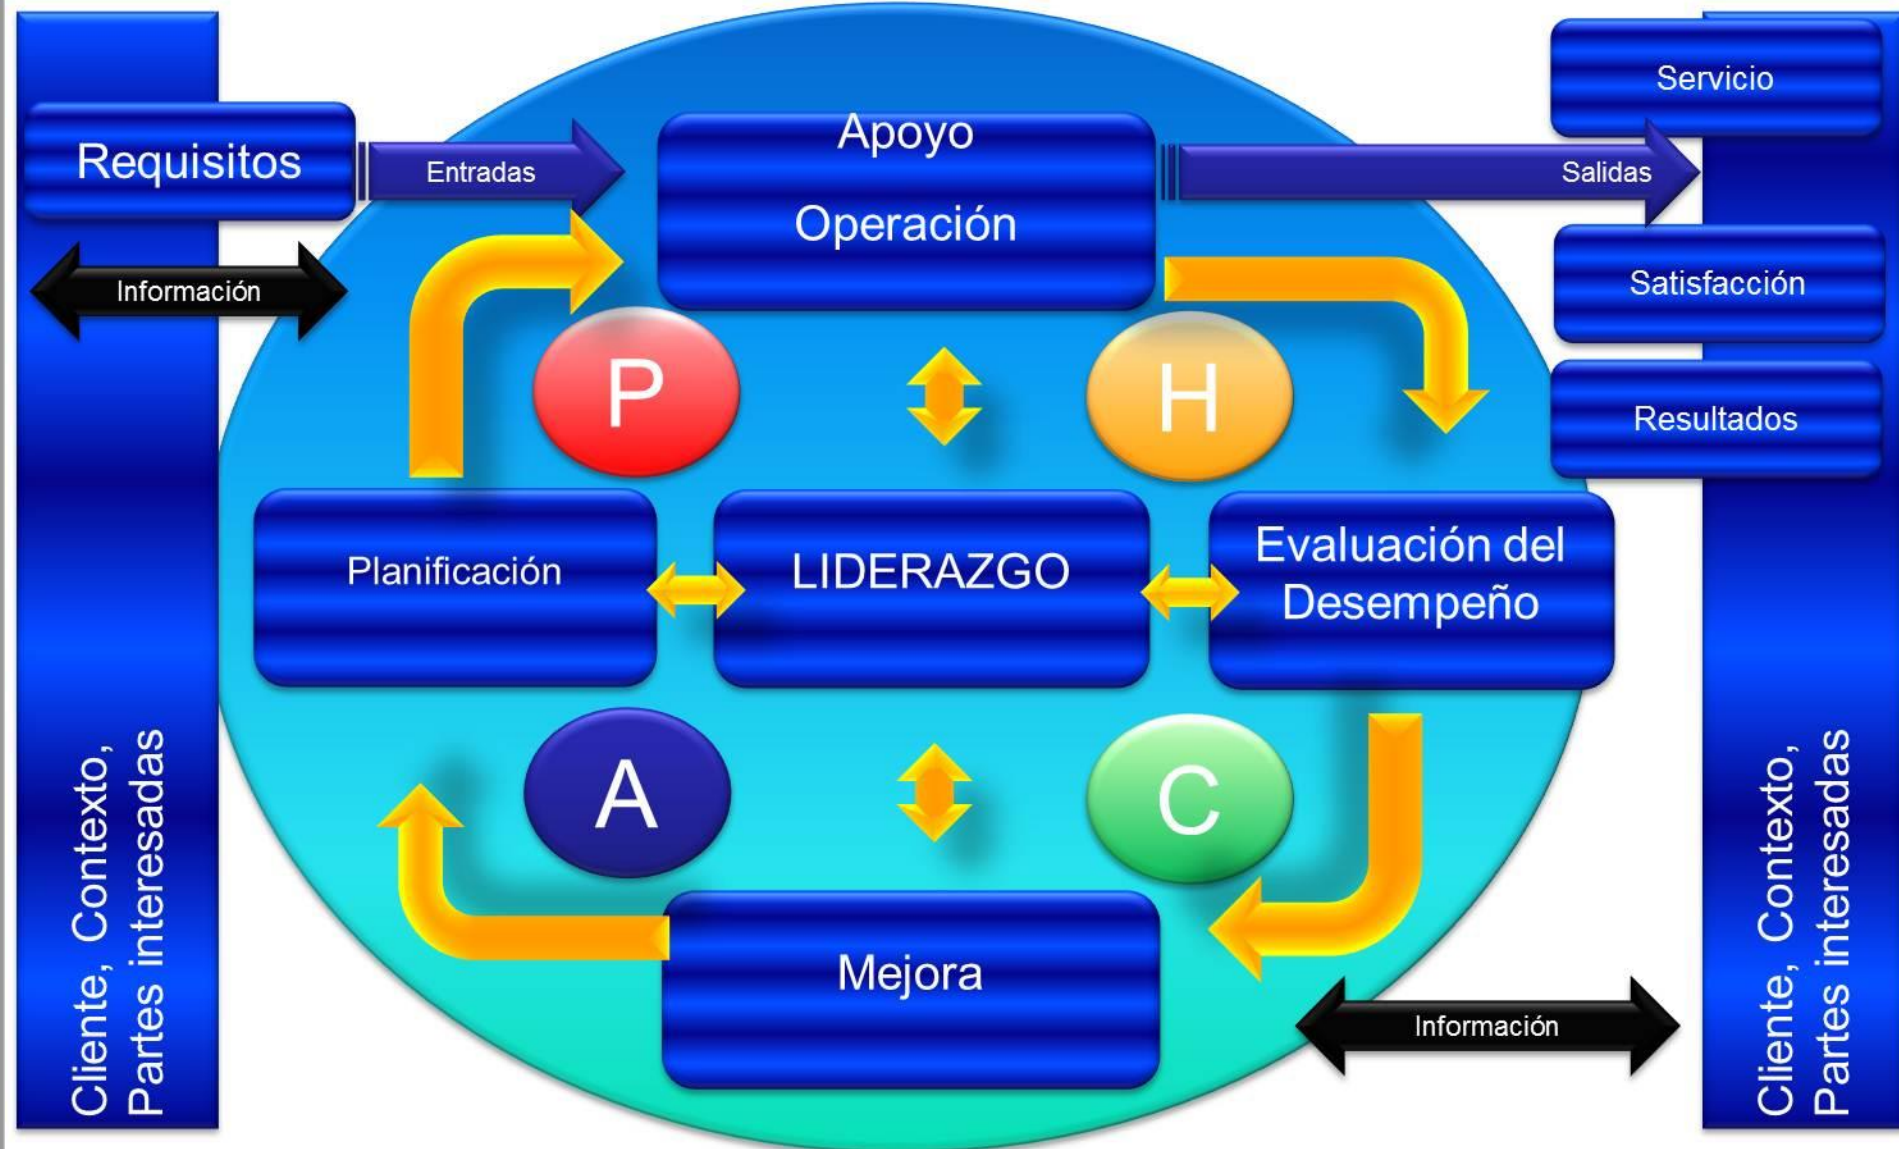 Servicio
Requisitos
Entradas
Apoyo
Operación
Salidas
Información
Satisfacción
P
H
Resultados
Planificación
LIDERAZGO
Evaluación del
Desempeño
A
C
Mejora
Información
Cliente, Contexto,
Partes interesadas
Cliente, Contexto,
Partes interesadas